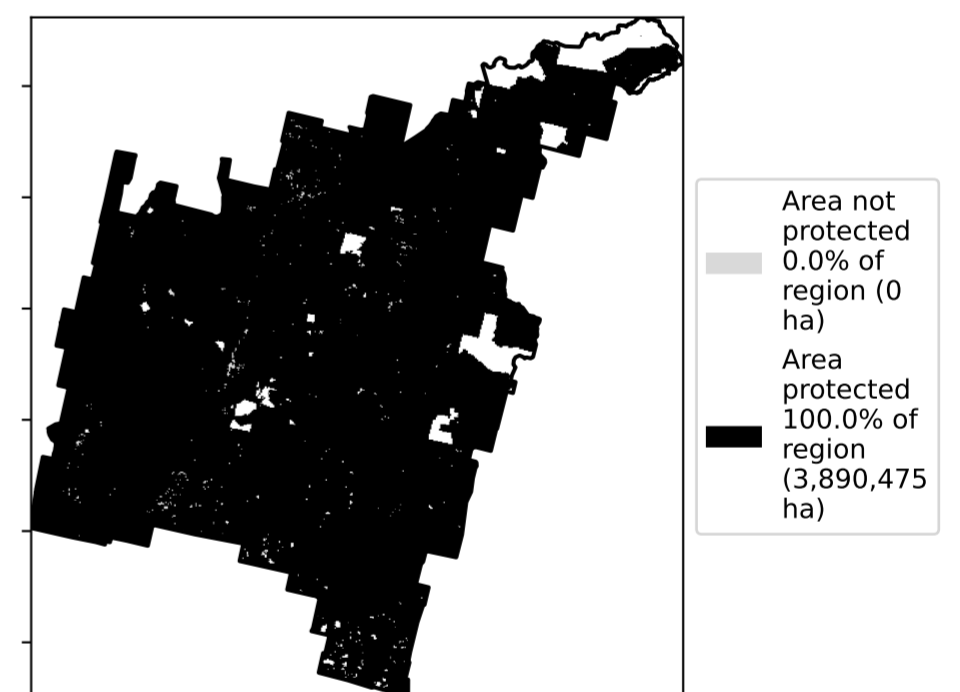 Area not
protected
0.0% of
region (0
ha)
Area
protected
100.0% of
region
(3,890,475
ha)